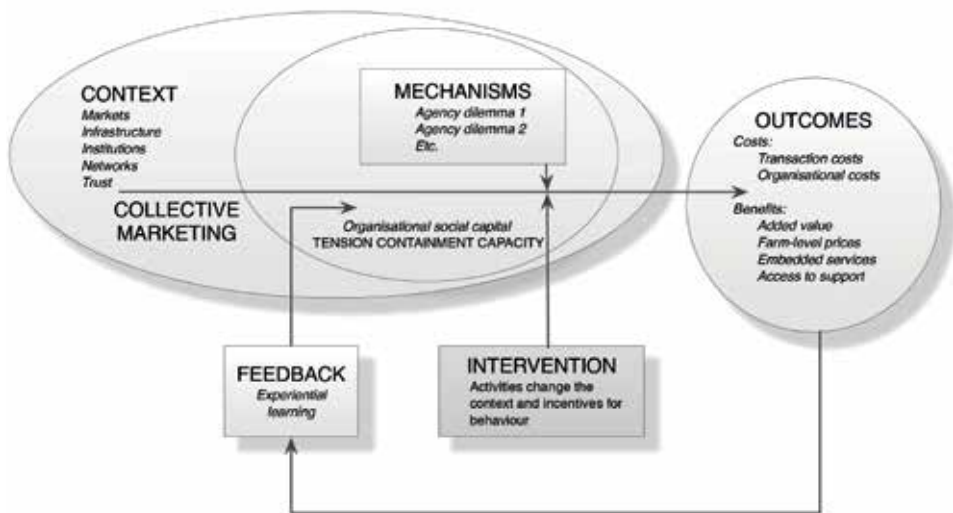 CONTEXT
Markets
Infrastructure
Institutions
Networks
Trust
COLLECTIVE
MARKETING
MECHANISMS
Agency dilemma 1
Agency dilemma 2
Etc.
Organisational social capital
TENSION CONTAINMENT CAPACITY
OUTCOMES
Costs:
Transaction costs
Organisational costs
Benefits:
Added value
Farm-level prices
Embedded services
Access to support
FEEDBACK
Experiential
learning
INTERVENTION
Activities change the
context and incentives for
behaviour